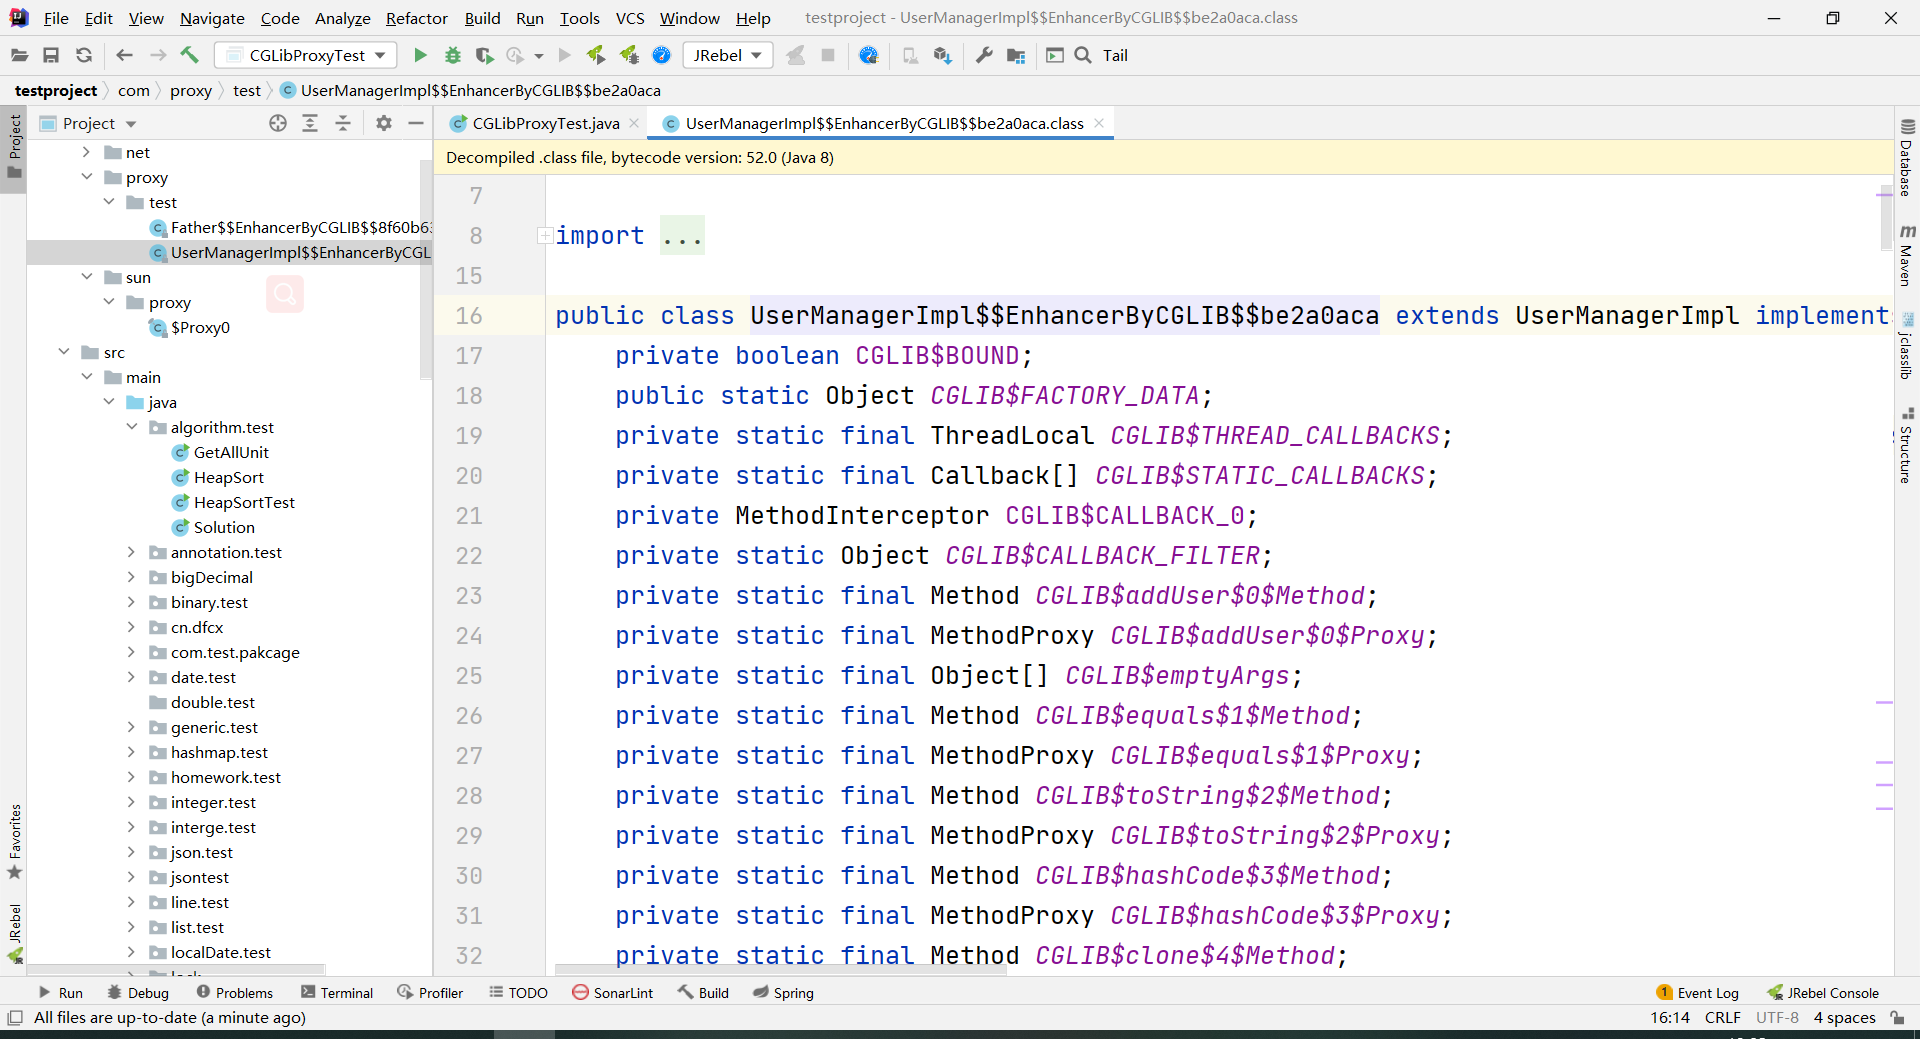 File Edit View Navigate Code Analyze Refactor Build Run Tools VCS Window Help testproject - UserManagerImpl$$EnhancerByCGLIB$$be2a0aca.class
CGLibProxyTest JRebel Tail
testproject com proxy test UserManagerImpl$$EnhancerByCGLIB$$be2a0aca
Project
CGLibProxyTest.java UserManagerImpl$$EnhancerByCGLIB$$be2a0aca.class
Decompiled .class file, bytecode version: 52.0 (Java 8)
Project
net
proxy
test
Father$$EnhancerByCGLIB$$8f60b63
UserManagerImpl$$EnhancerByCGL
sun
proxy
$Proxy0
src
main
java
algorithm.test
GetAllUnit
HeapSort
HeapSortTest
Solution
annotation.test
bigDecimal
binary.test
cn.dfcx
com.test.pakcage
date.test
double.test
generic.test
hashmap.test
homework.test
integer.test
interge.test
json.test
jsontest
line.test
list.test
localDate.test
Favorites
JRebel
7
8 import ...
15
16 public class UserManagerImpl$$EnhancerByCGLIB$$be2a0aca extends UserManagerImpl implements
17 private boolean CGLIB$BOUND;
18 public static Object CGLIB$FACTORY_DATA;
19 private static final ThreadLocal CGLIB$THREAD_CALLBACKS;
20 private static final Callback[] CGLIB$STATIC_CALLBACKS;
21 private MethodInterceptor CGLIB$CALLBACK_0;
22 private static Object CGLIB$CALLBACK_FILTER;
23 private static final Method CGLIB$addUser$0$Method;
24 private static final MethodProxy CGLIB$addUser$0$Proxy;
25 private static final Object[] CGLIB$emptyArgs;
26 private static final Method CGLIB$equals$1$Method;
27 private static final MethodProxy CGLIB$equals$1$Proxy;
28 private static final Method CGLIB$toString$2$Method;
29 private static final MethodProxy CGLIB$toString$2$Proxy;
30 private static final Method CGLIB$hashCode$3$Method;
31 private static final MethodProxy CGLIB$hashCode$3$Proxy;
32 private static final Method CGLIB$clone$4$Method;
Database
Maven
jclasslib
Structure
Run Debug Problems Terminal Profiler TODO SonarLint Build Spring 1 Event Log JRebel Console
All files are up-to-date (a minute ago) 16:14 CRLF UTF-8 4 spaces